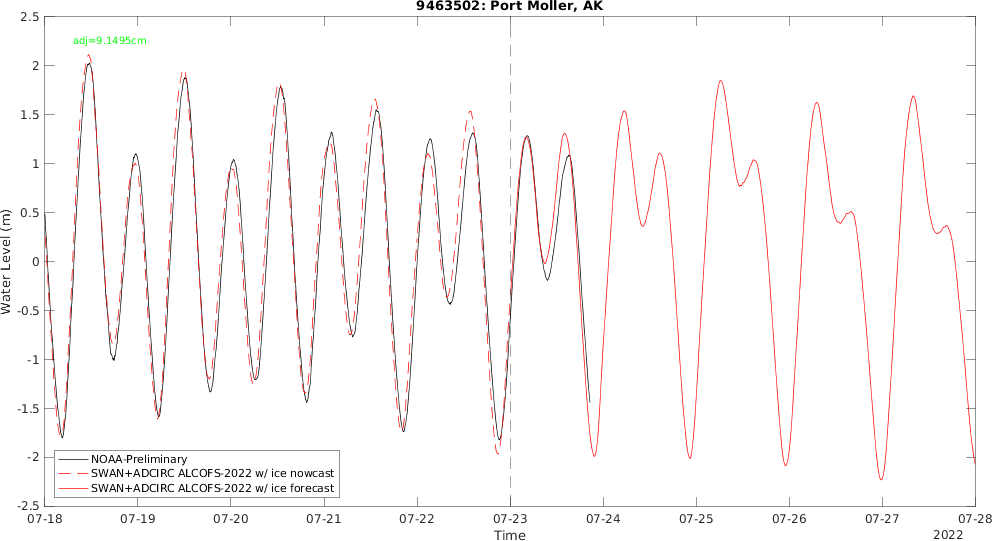 9463502: Port Moller, AK
adj=9.1495cm
2.5
2
1.5
1
0.5
0
-0.5
-1
-1.5
-2
-2.5
Water Level (m)
NOAA-Preliminary
SWAN+ADCIRC ALCOFS-2022 w/ ice nowcast
SWAN+ADCIRC ALCOFS-2022 w/ ice forecast
07-18 07-19 07-20 07-21 07-22 07-23 07-24 07-25 07-26 07-27 07-28
Time
2022